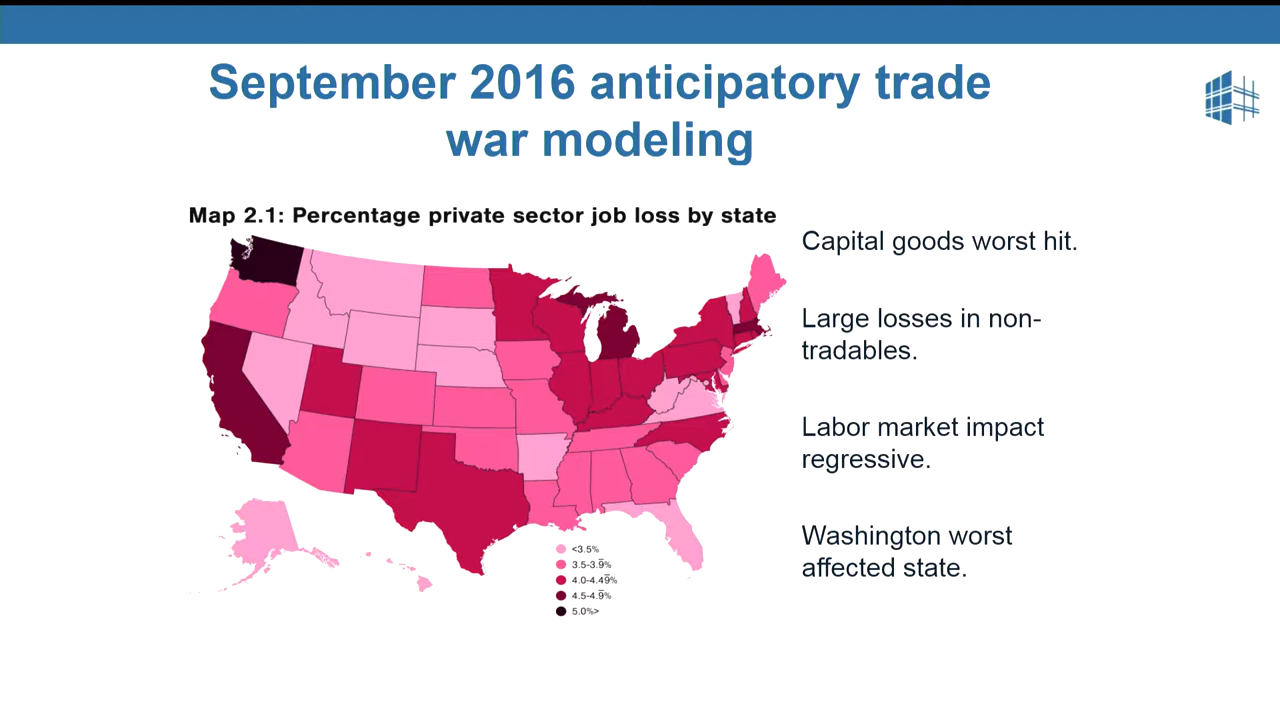 September 2016 anticipatory trade
war modeling
Map 2.1: Percentage private sector job loss by state
Capital goods worst hit.
Large losses in non-
tradables.
Labor market impact
regressive.
Washington worst
affected state.
<3.5%
3.5-3.9̅%
4.0-4.49̅%
4.5-4.9̅%
5.0%>